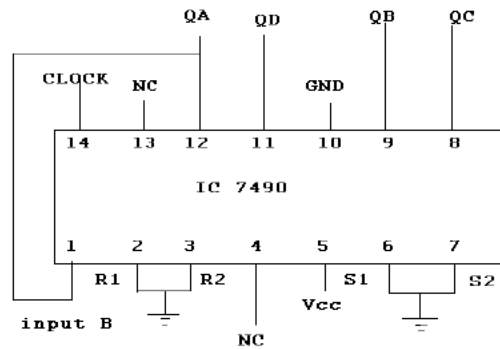 QA QD QB QC
CLOCK NC GND
14 13 12 11 10 9 8
IC 7490
1 2 3 4 5 6 7
R1 R2 S1 S2
Vcc
input B
NC